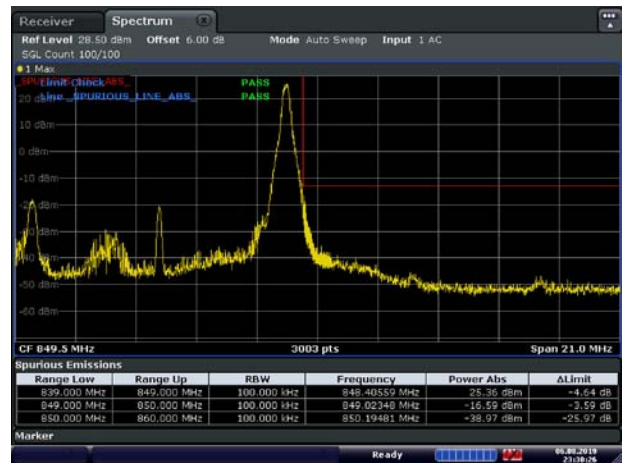 Receiver Spectrum
Ref Level 28.50 dBm Offset 6.00 dB Mode Auto Sweep Input 1 AC
SGL Count 100/100
1 Max
Limit Check PASS
20 dBm Line _SPURIOUS_LINE_ABS_ PASS
10 dBm
0 dBm
-10 dBm
-20 dBm
-30 dBm
-40 dBm
-50 dBm
-60 dBm
CF 849.5 MHz 3003 pts Span 21.0 MHz
Spurious Emissions
Range Low Range Up RBW Frequency Power Abs ΔLimit
839.000 MHz 849.000 MHz 100.000 kHz 848.40559 MHz 25.36 dBm -4.64 dB
849.000 MHz 850.000 MHz 100.000 kHz 849.02348 MHz -16.59 dBm -3.59 dB
850.000 MHz 860.000 MHz 100.000 kHz 850.19481 MHz -38.97 dBm -25.97 dB
Marker
Ready 06.08.2019
23:30:26